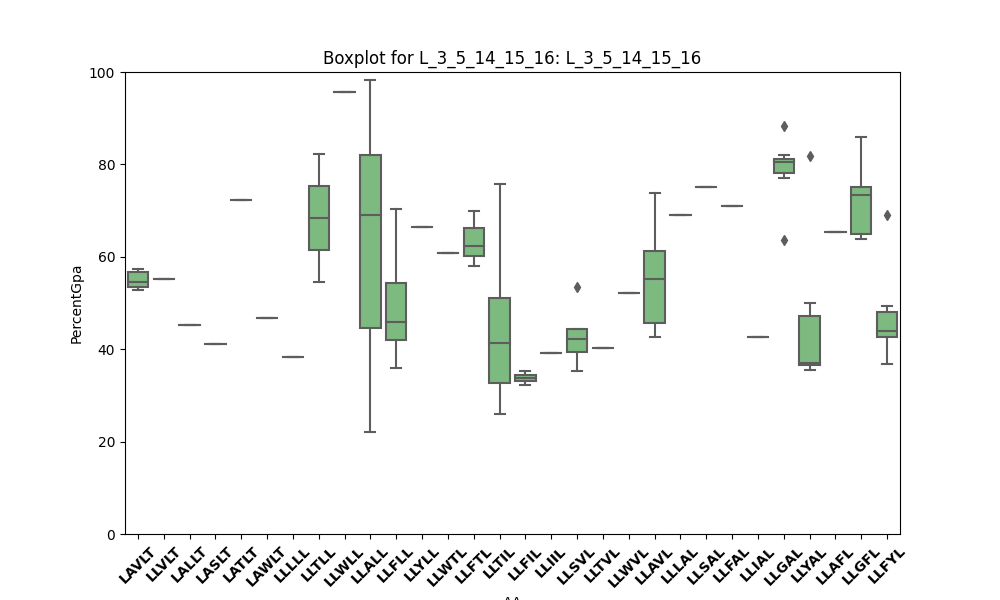 Boxplot for L_3_5_14_15_16: L_3_5_14_15_16
100
80
60
40
20
0
PercentGpa
LAVLT LLVLT LALLT LASLT LATLT LAWLT LLLLL LLTLL LLWLL LLALL LLFLL LLYLL LLWTL LLFTL LLTIL LLFIL LLIIL LLSVL LLTVL LLWVL LLAVL LLLAL LLSAL LLFAL LLIAL LLGAL LLYAL LLAFL LLGFL LLFYL